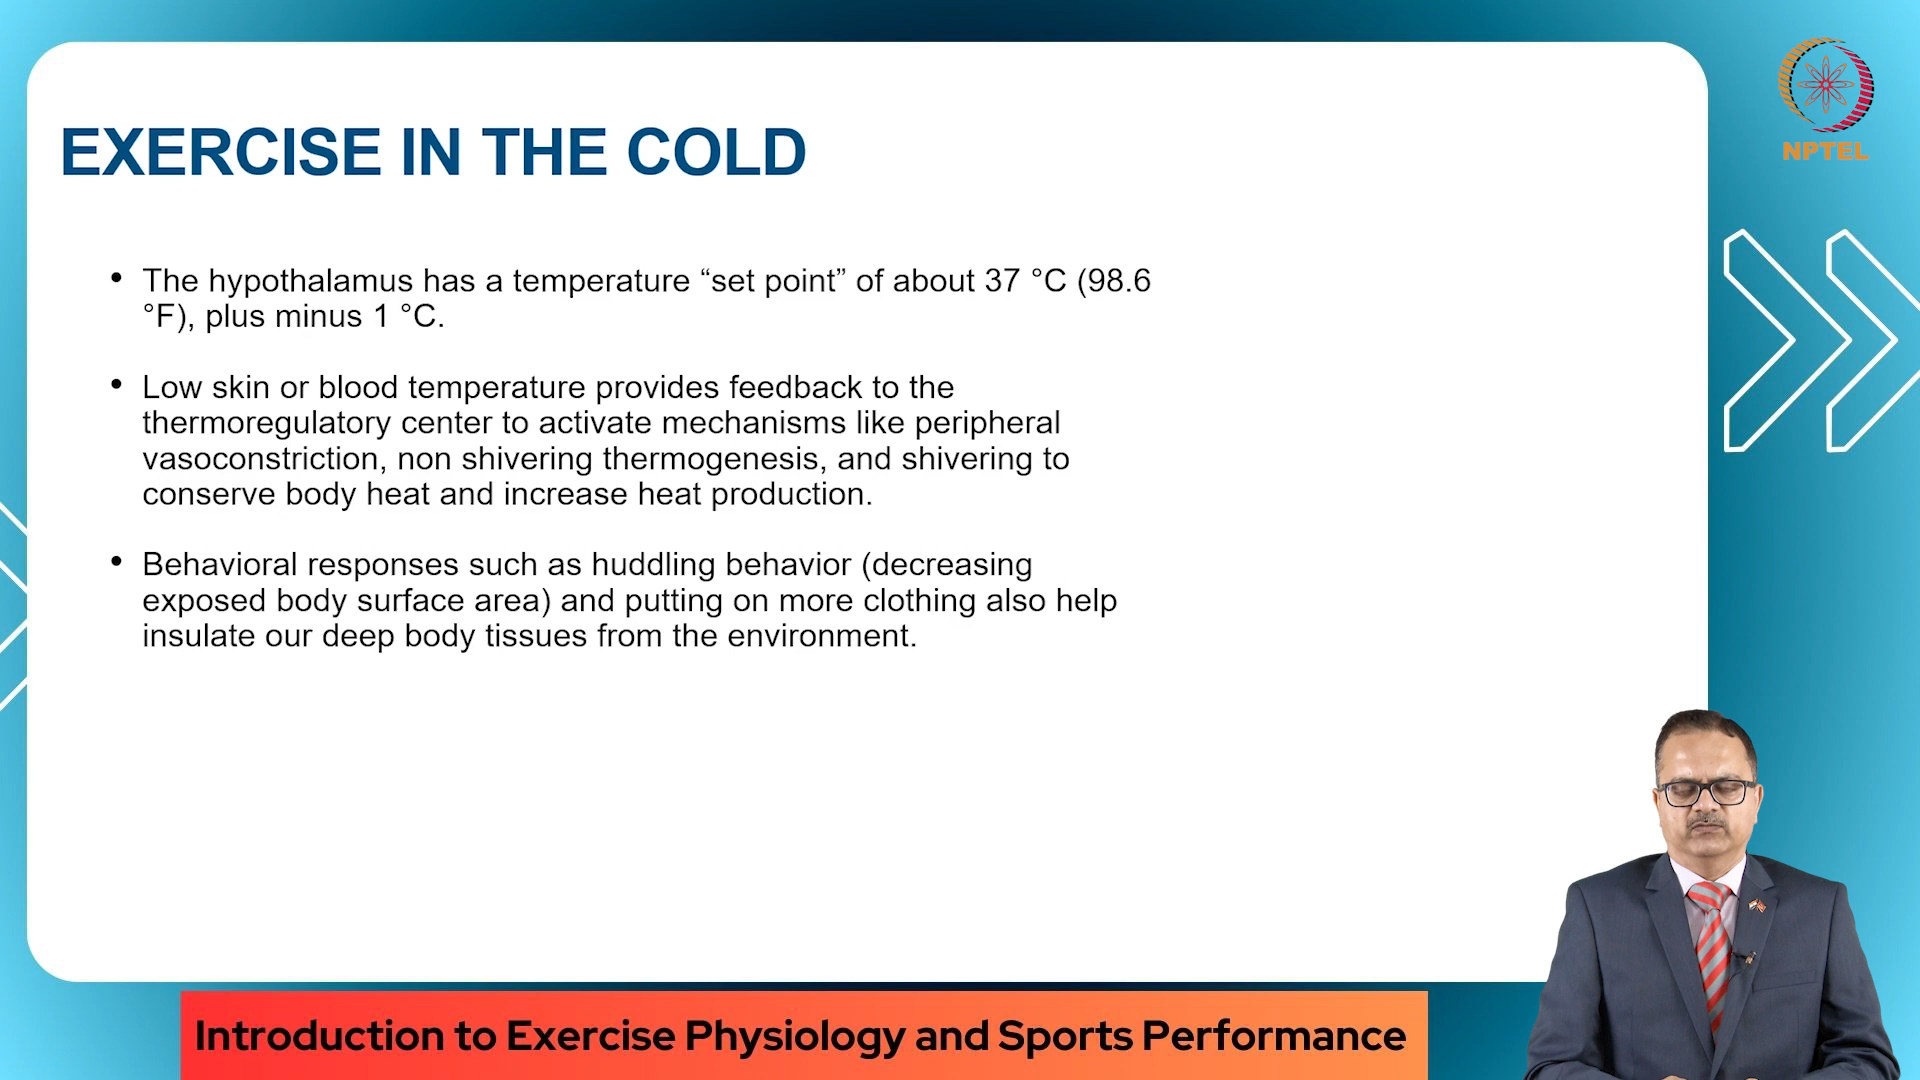 NPTEL
EXERCISE IN THE COLD
• The hypothalamus has a temperature “set point” of about 37 °C (98.6
°F), plus minus 1 °C.
• Low skin or blood temperature provides feedback to the
thermoregulatory center to activate mechanisms like peripheral
vasoconstriction, non shivering thermogenesis, and shivering to
conserve body heat and increase heat production.
• Behavioral responses such as huddling behavior (decreasing
exposed body surface area) and putting on more clothing also help
insulate our deep body tissues from the environment.
Introduction to Exercise Physiology and Sports Performance